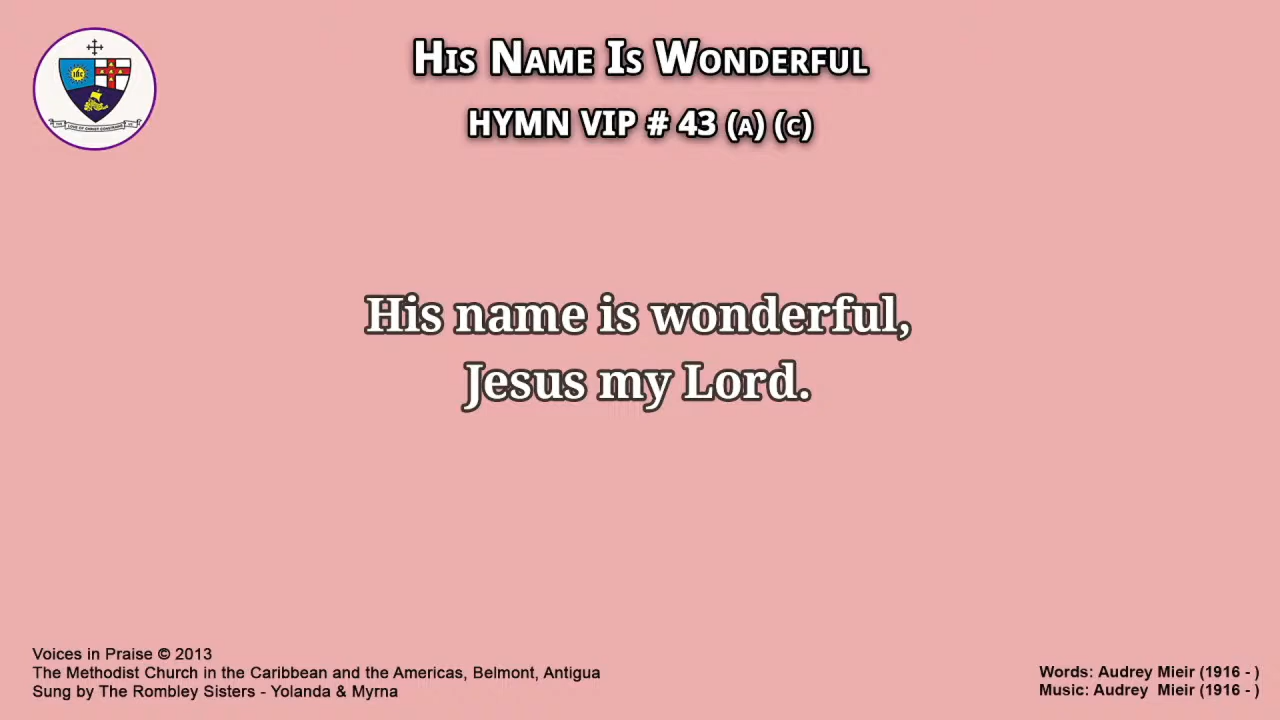 His Name Is Wonderful
HYMN VIP # 43 (A) (C)
His name is wonderful,
Jesus my Lord.
Voices in Praise © 2013
The Methodist Church in the Caribbean and the Americas, Belmont, Antigua
Sung by The Rombley Sisters - Yolanda & Myrna
Words: Audrey Mieir (1916 - )
Music: Audrey  Mieir (1916 - )